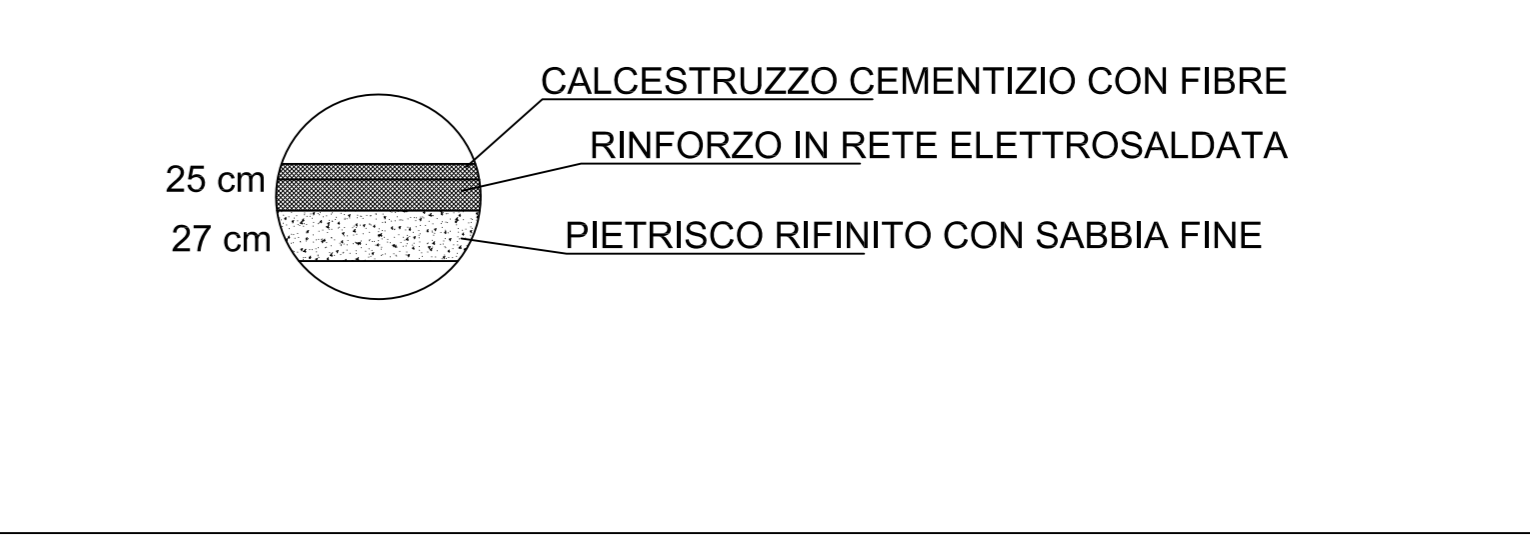 CALCESTRUZZO CEMENTIZIO CON FIBRE
RINFORZO IN RETE ELETTROSALDATA
25 cm
27 cm
PIETRISCO RIFINITO CON SABBIA FINE